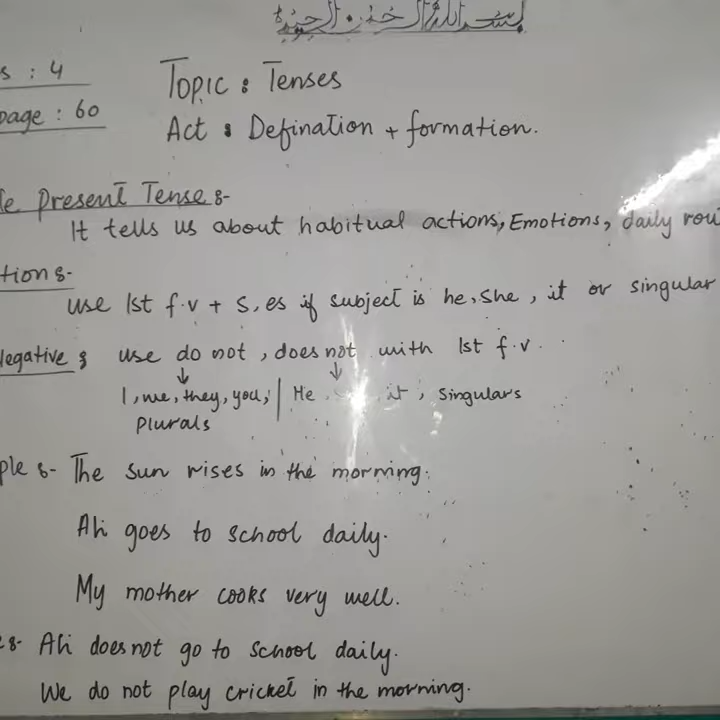 بسم الله الرحمن الرحيم
s : 4
page : 60
Topic : Tenses
Act : Defination + formation.
le Present Tense :-
It tells us about habitual actions, Emotions, daily rou
tion :-
use 1st f.v + s, es if subject is he, she, it or singular
Negative : use do not, does not with 1st f.v.
↓ ↓
I, we, they, you, | He it, singulars
plurals
ple :- The sun rises in the morning.
Ali goes to school daily.
My mother cooks very well.
:- Ali does not go to school daily.
We do not play cricket in the morning.